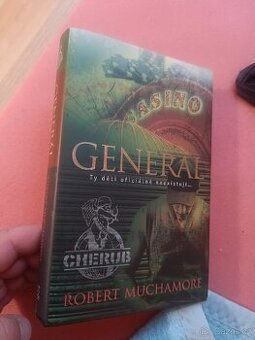 CASINO
GENERÁL
Ty děti oficiálně neexistují...
CHERUB
ROBERT MUCHAMORE